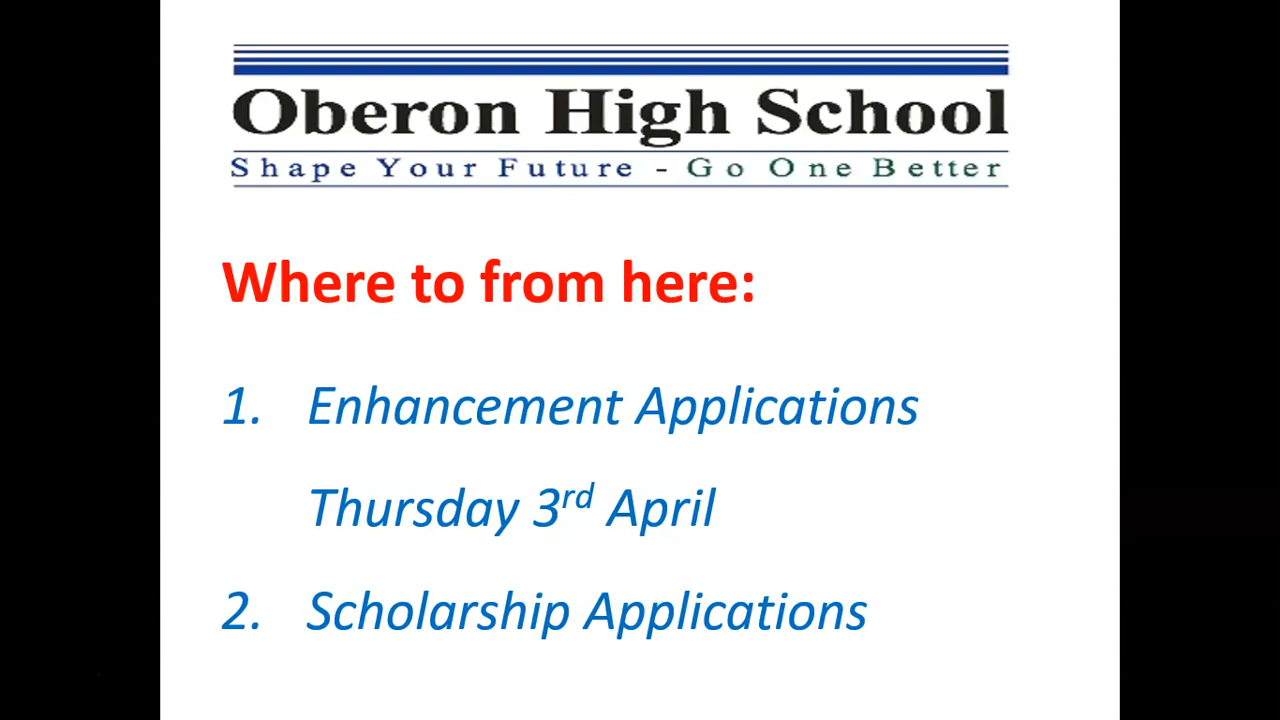 Oberon High School
Shape Your Future - Go One Better
Where to from here:
1. Enhancement Applications
Thursday 3rd April
2. Scholarship Applications